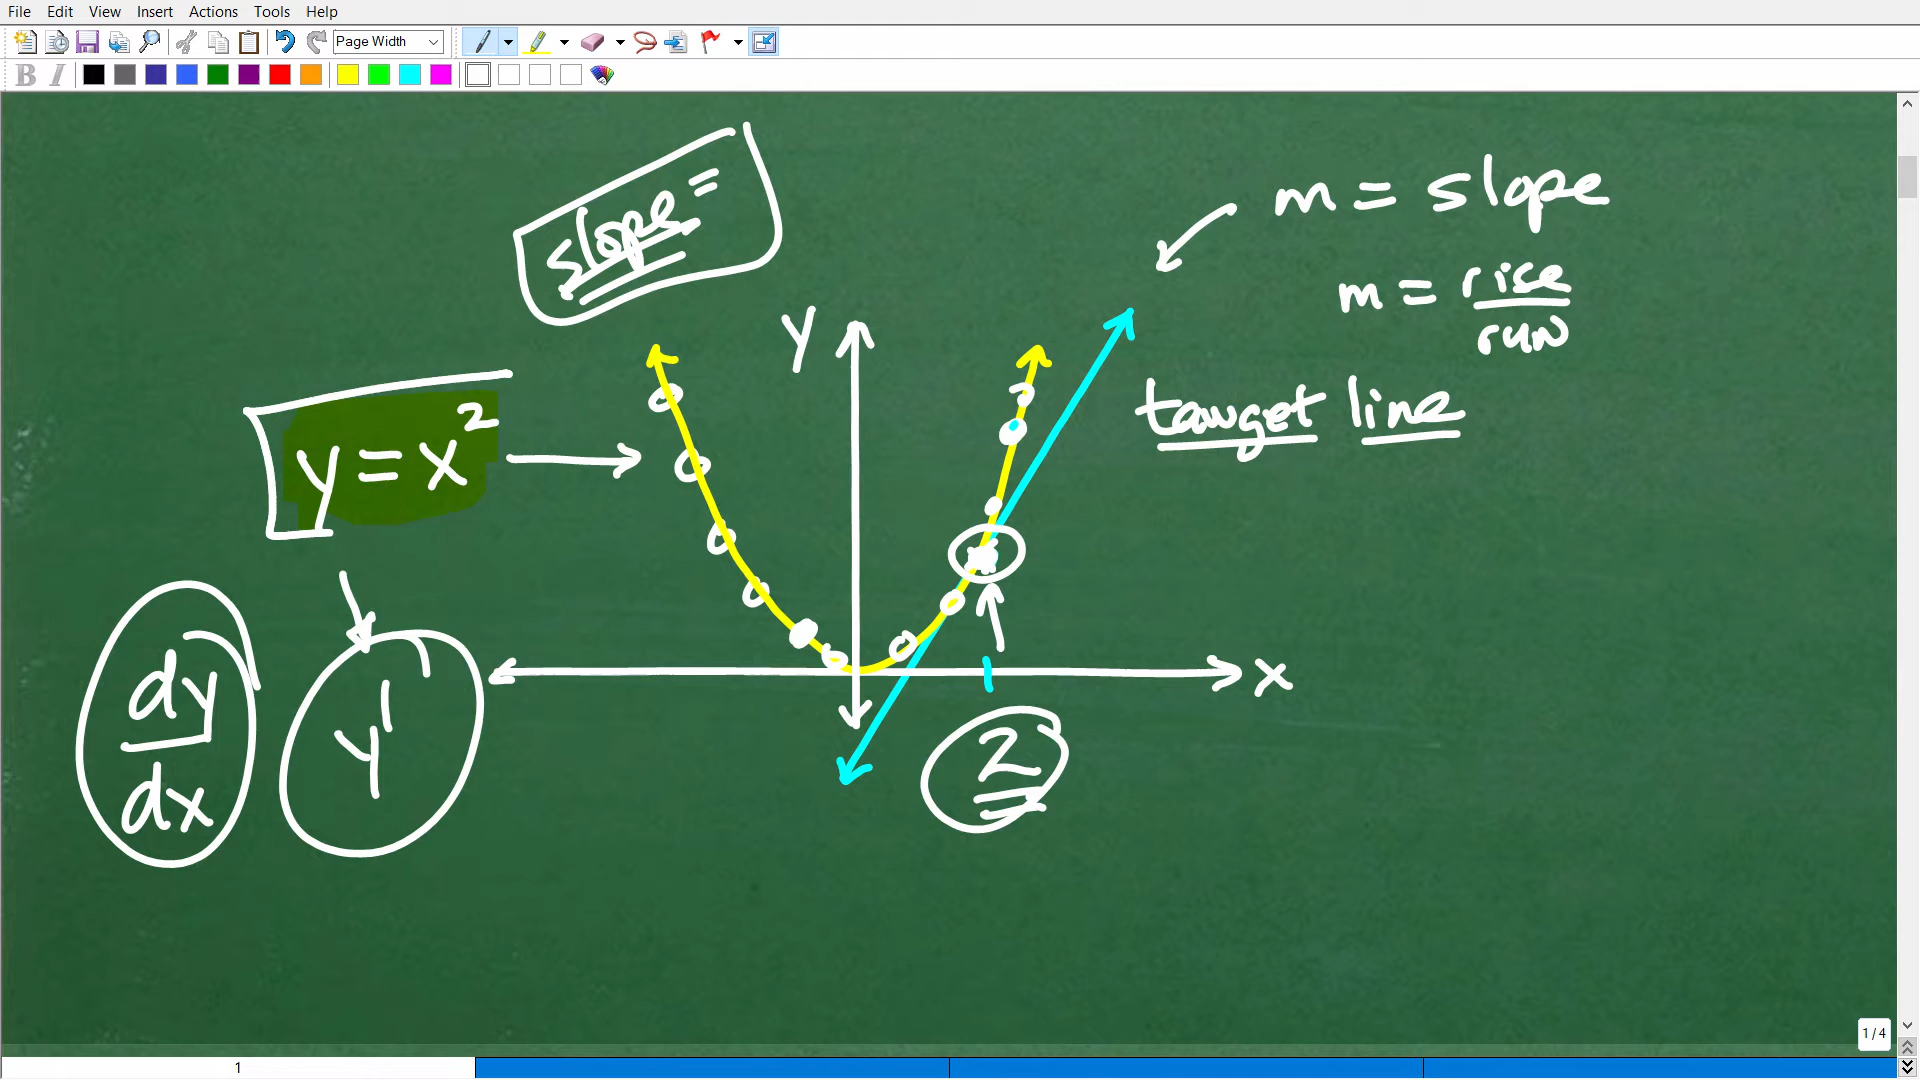 File Edit View Insert Actions Tools Help
Page Width
B I
slope =
m = slope
m = rise
run
y
y = x²
tanget line
dy
dx
y'
x
2
1 / 4
1